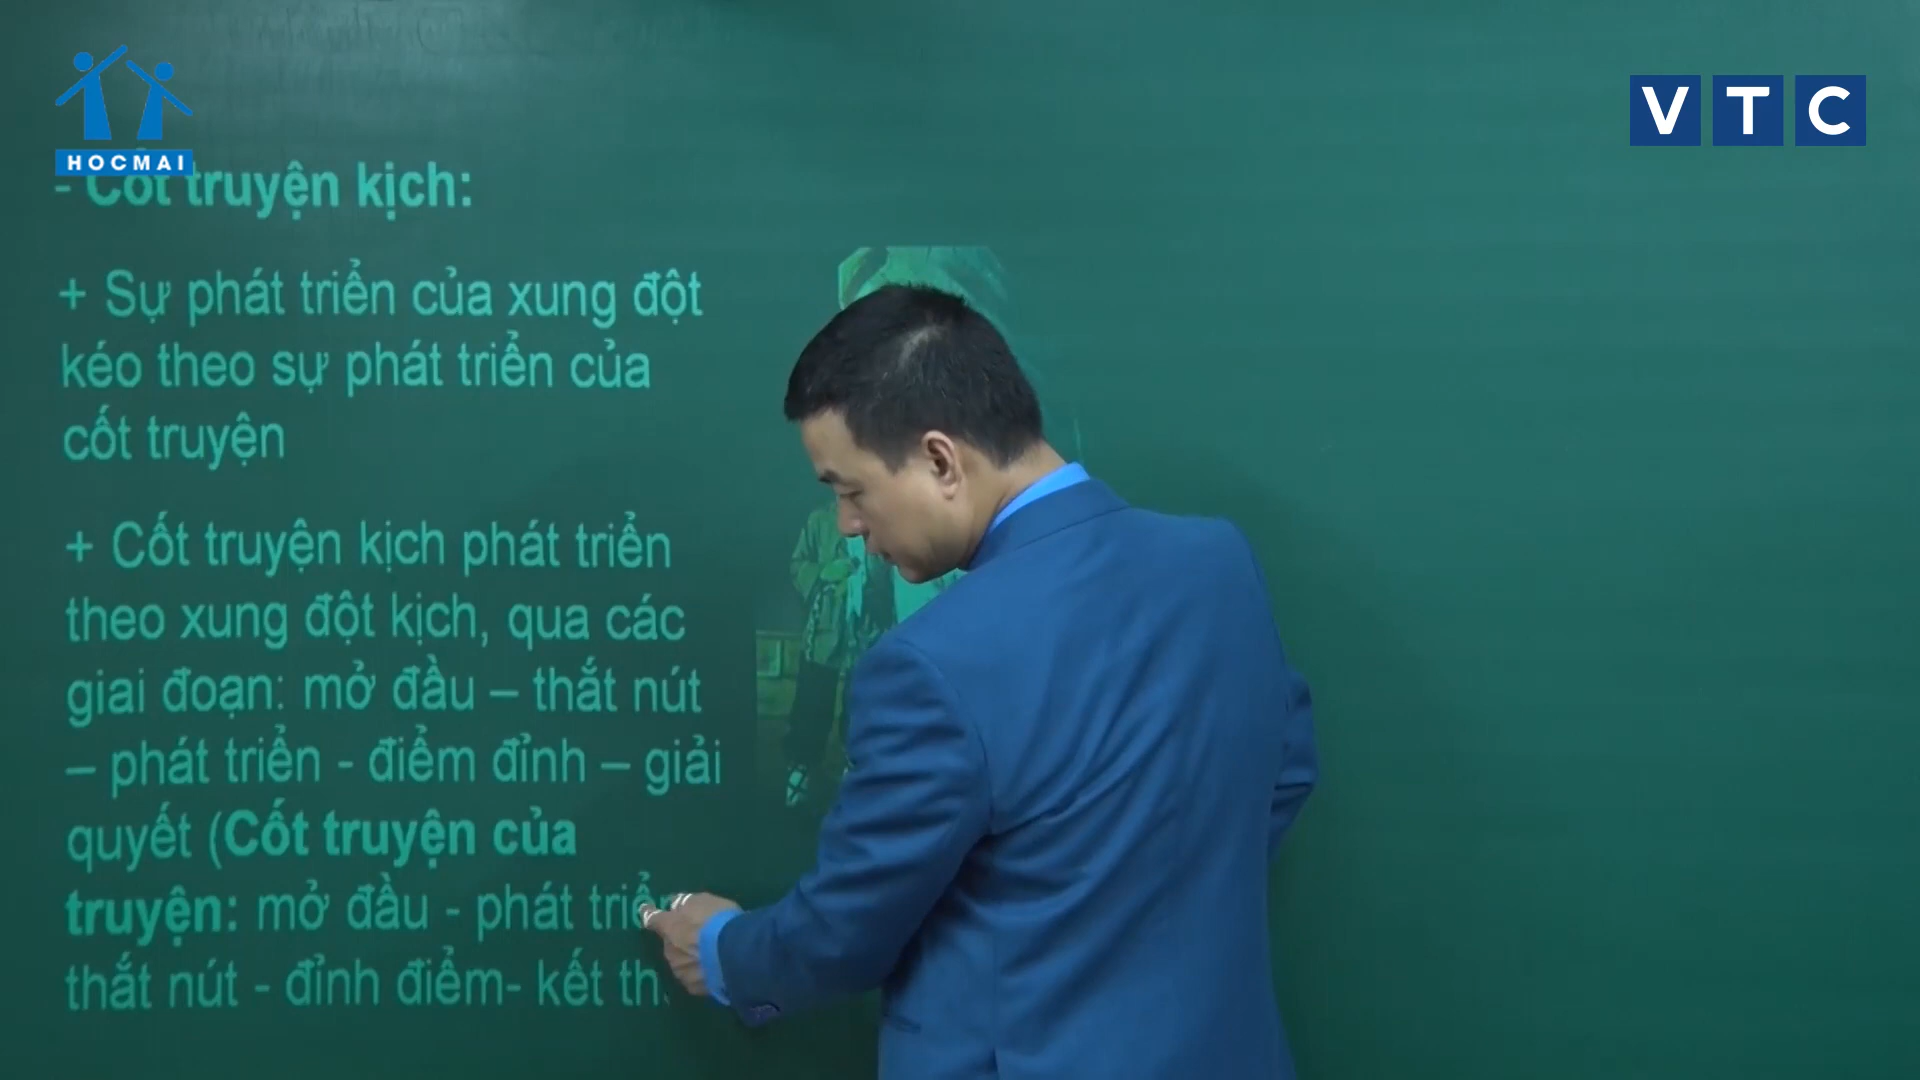 HOCMAI
VTC
- Cốt truyện kịch:
+ Sự phát triển của xung đột
kéo theo sự phát triển của
cốt truyện
+ Cốt truyện kịch phát triển
theo xung đột kịch, qua các
giai đoạn: mở đầu – thắt nút
– phát triển - điểm đỉnh – giải
quyết (Cốt truyện của
truyện: mở đầu - phát triển
thắt nút - đỉnh điểm- kết